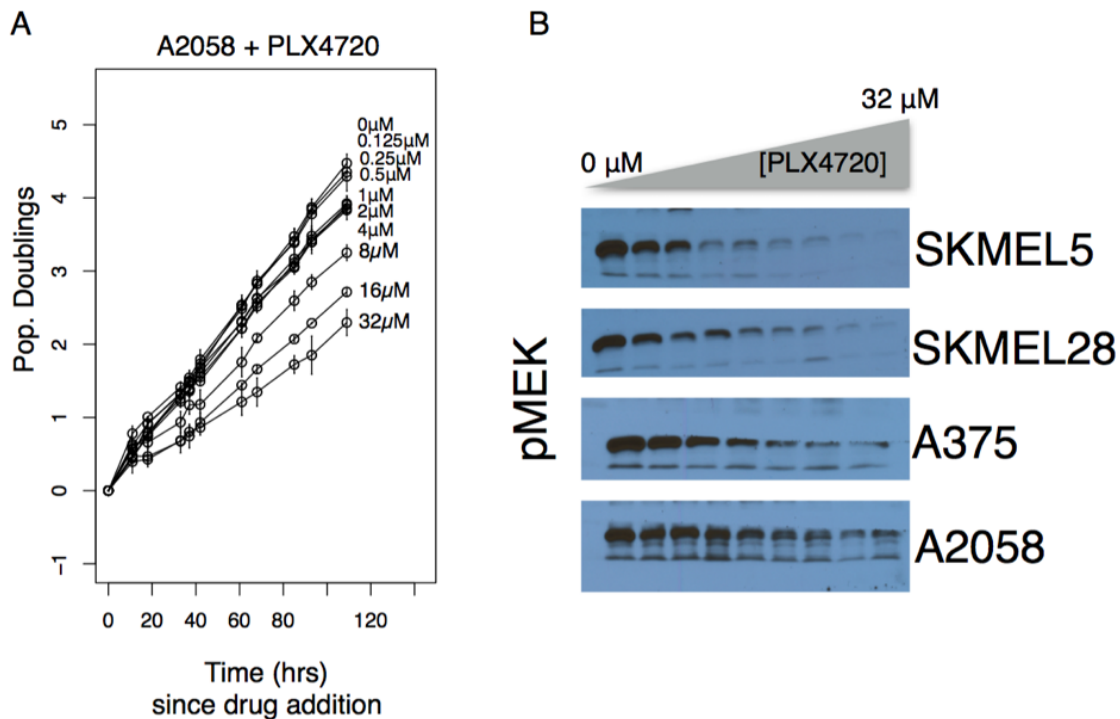 A
A2058 + PLX4720
Pop. Doublings
5
4
3
2
1
0
−1
0µM
0.125µM
0.25µM
0.5µM
1µM
2µM
4µM
8µM
16µM
32µM
0 20 40 60 80 120
Time (hrs)
since drug addition
B
32 µM
0 µM
[PLX4720]
pMEK
SKMEL5
SKMEL28
A375
A2058